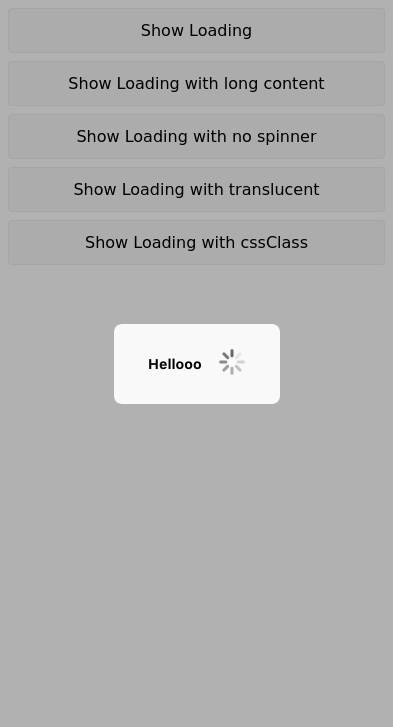 Show Loading
Show Loading with long content
Show Loading with no spinner
Show Loading with translucent
Show Loading with cssClass
Hellooo